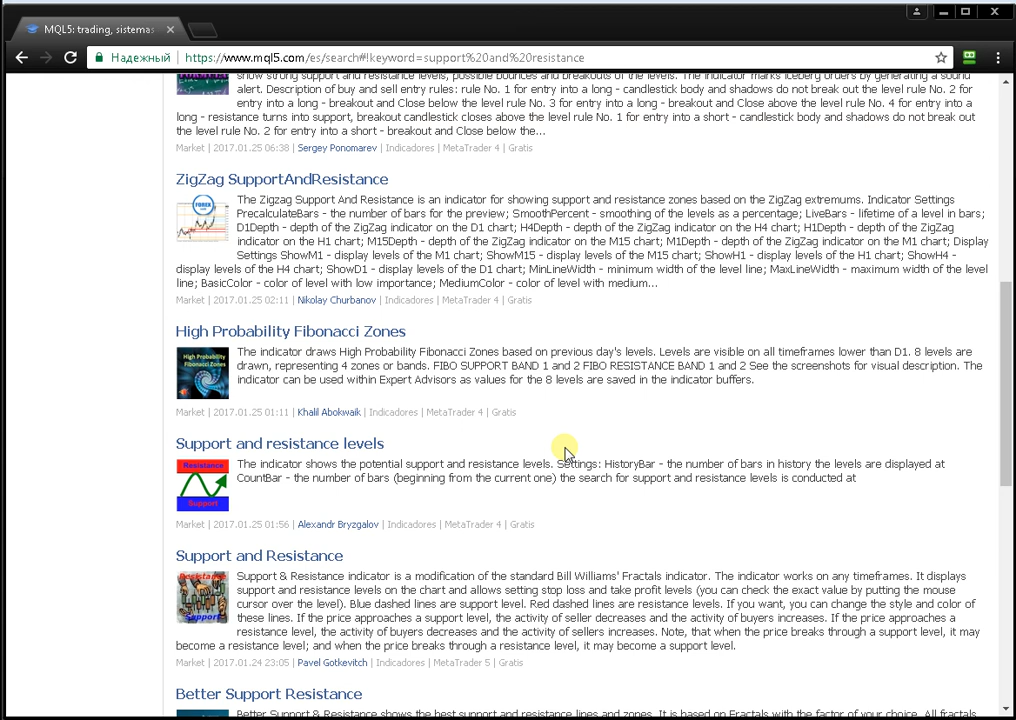 MQL5: trading, sistemas
Надежный
https://www.mql5.com/es/search#!keyword=support%20and%20resistance
show strong support and resistance levels, possible bounces and breakouts of the levels. The indicator marks iceberg orders by generating a sound
alert. Description of buy and sell entry rules: rule No. 1 for entry into a long - candlestick body and shadows do not break out the level rule No. 2 for
entry into a long - breakout and Close below the level rule No. 3 for entry into a long - breakout and Close above the level rule No. 4 for entry into a
long - resistance turns into support, breakout candlestick closes above the level rule No. 1 for entry into a short - candlestick body and shadows do not break out
the level rule No. 2 for entry into a short - breakout and Close below the...
Market | 2017.01.25 06:38 | Sergey Ponomarev | Indicadores | MetaTrader 4 | Gratis
ZigZag SupportAndResistance
The Zigzag Support And Resistance is an indicator for showing support and resistance zones based on the ZigZag extremums. Indicator Settings
FOREX
PrecalculateBars - the number of bars for the preview; SmoothPercent - smoothing of the levels as a percentage; LiveBars - lifetime of a level in bars;
D1Depth - depth of the ZigZag indicator on the D1 chart; H4Depth - depth of the ZigZag indicator on the H4 chart; H1Depth - depth of the ZigZag
indicator on the H1 chart; M15Depth - depth of the ZigZag indicator on the M15 chart; M1Depth - depth of the ZigZag indicator on the M1 chart; Display
Settings ShowM1 - display levels of the M1 chart; ShowM15 - display levels of the M15 chart; ShowH1 - display levels of the H1 chart; ShowH4 -
display levels of the H4 chart; ShowD1 - display levels of the D1 chart; MinLineWidth - minimum width of the level line; MaxLineWidth - maximum width of the level
line; BasicColor - color of level with low importance; MediumColor - color of level with medium...
Market | 2017.01.25 02:11 | Nikolay Churbanov | Indicadores | MetaTrader 4 | Gratis
High Probability Fibonacci Zones
High Probability
Fibonacci Zones
The indicator draws High Probability Fibonacci Zones based on previous day's levels. Levels are visible on all timeframes lower than D1. 8 levels are
drawn, representing 4 zones or bands. FIBO SUPPORT BAND 1 and 2 FIBO RESISTANCE BAND 1 and 2 See the screenshots for visual description. The
indicator can be used within Expert Advisors as values for the 8 levels are saved in the indicator buffers.
Market | 2017.01.25 01:11 | Khalil Abokwaik | Indicadores | MetaTrader 4 | Gratis
Support and resistance levels
Resistance
Support
The indicator shows the potential support and resistance levels. Settings: HistoryBar - the number of bars in history the levels are displayed at
CountBar - the number of bars (beginning from the current one) the search for support and resistance levels is conducted at
Market | 2017.01.25 01:56 | Alexandr Bryzgalov | Indicadores | MetaTrader 4 | Gratis
Support and Resistance
Resistance
Support
Support & Resistance indicator is a modification of the standard Bill Williams' Fractals indicator. The indicator works on any timeframes. It displays
support and resistance levels on the chart and allows setting stop loss and take profit levels (you can check the exact value by putting the mouse
cursor over the level). Blue dashed lines are support level. Red dashed lines are resistance levels. If you want, you can change the style and color of
these lines. If the price approaches a support level, the activity of seller decreases and the activity of buyers increases. If the price approaches a
resistance level, the activity of buyers decreases and the activity of sellers increases. Note, that when the price breaks through a support level, it may
become a resistance level; and when the price breaks through a resistance level, it may become a support level.
Market | 2017.01.24 23:05 | Pavel Gotkevitch | Indicadores | MetaTrader 5 | Gratis
Better Support Resistance
Better Support & Resistance shows the best support and resistance lines and zones. It is based on Fractals with the factor of your choice. All fractals